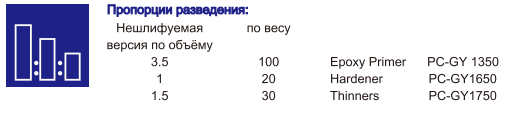 Пропорции разведения:
Нешлифуемая по весу
версия по объёму
3.5 100 Epoxy Primer PC-GY 1350
1 20 Hardener PC-GY1650
1.5 30 Thinners PC-GY1750